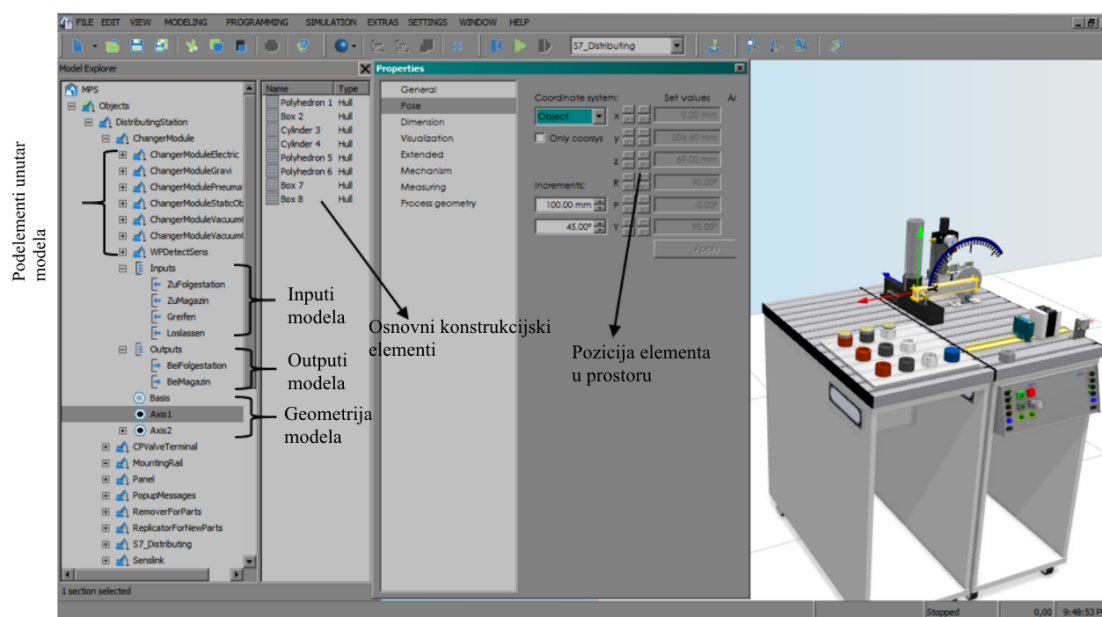 FILE EDIT VIEW MODELING PROGRAMMING SIMULATION EXTRAS SETTINGS WINDOW HELP
S7_Distributing
Model Explorer
MPS
Objects
DistributingStation
ChangerModule
ChangerModuleElectric
ChangerModuleGravi
ChangerModulePneuma
ChangerModuleStaticOb
ChangerModuleVacuum
ChangerModuleVacuum
WPDetectSens
Inputs
ZuFolgestation
ZuMagazin
Greifen
Loslassen
Outputs
BeiFolgestation
BeiMagazin
Basis
Axis1
Axis2
CPValveTerminal
MountingRail
Panel
PopupMessages
RemoverForParts
ReplicatorForNewParts
S7_Distributing
Senslink
1 section selected
Podelementi unutar
modela
Inputi
modela
Outputi
modela
Geometrija
modela
Name Type
Polyhedron 1 Hull
Box 2 Hull
Cylinder 3 Hull
Cylinder 4 Hull
Polyhedron 5 Hull
Polyhedron 6 Hull
Box 7 Hull
Box 8 Hull
Osnovni konstrukcijski
elementi
Properties
General
Pose
Dimension
Visualization
Extended
Mechanism
Measuring
Process geometry
Coordinate system: Set values
Object x 0,00 mm
Only coorsys y 204,60 mm
z 69,00 mm
Increments: R 90,00°
100.00 mm P -0,00°
45.00° Y 90,00°
Apply
Pozicija elementa
u prostoru
Stopped 0,00 9:48:53 P